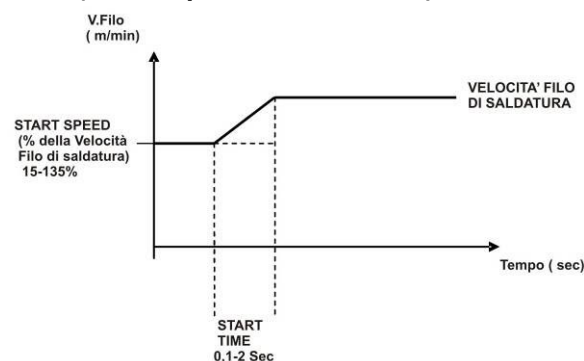 V.Filo
( m/min)
VELOCITA' FILO
DI SALDATURA
START SPEED
(% della Velocità
Filo di saldatura)
15-135%
Tempo ( sec)
START
TIME
0.1-2 Sec